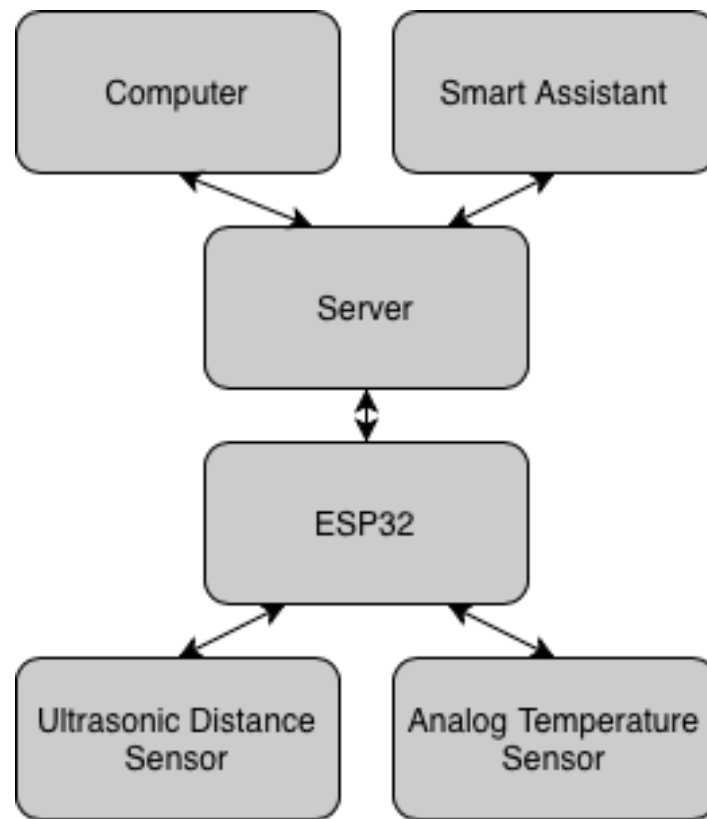 Computer
Smart Assistant
Server
ESP32
Ultrasonic Distance
Sensor
Analog Temperature
Sensor